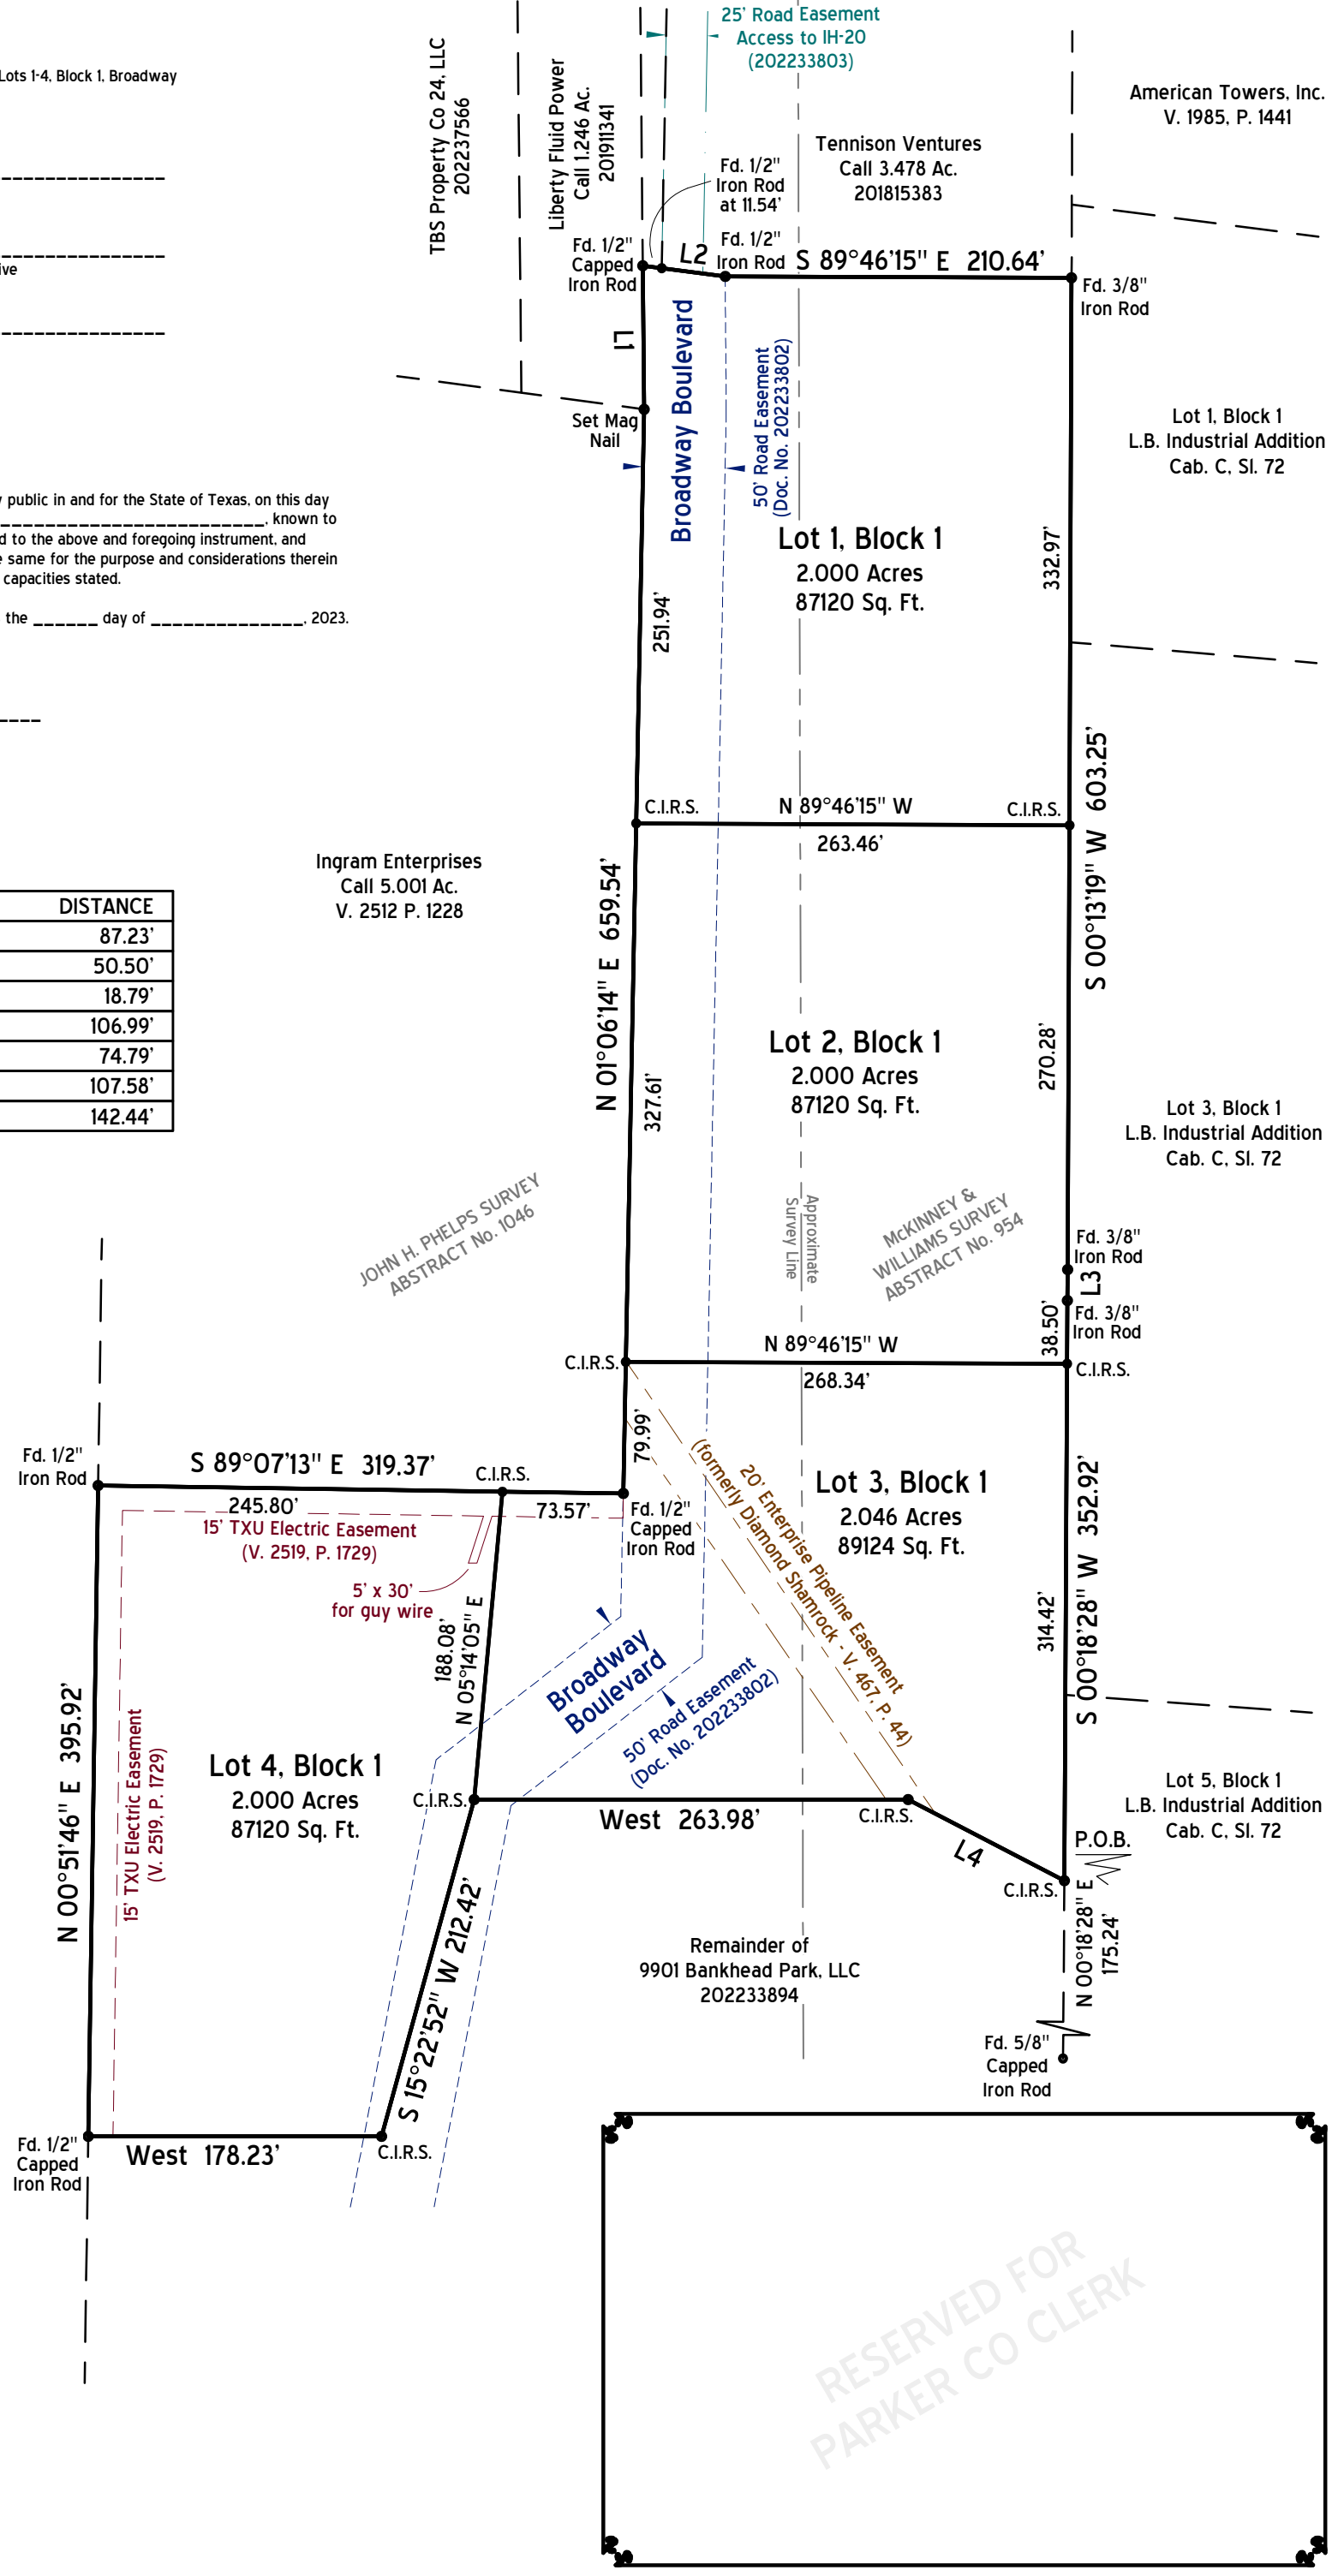 Lots 1-4, Block 1, Broadway
ive
y public in and for the State of Texas, on this day
_________________________, known to
d to the above and foregoing instrument, and
e same for the purpose and considerations therein
capacities stated.
the ______ day of ______________, 2023.
DISTANCE
87.23'
50.50'
18.79'
106.99'
74.79'
107.58'
142.44'
TBS Property Co 24, LLC
202237566
Liberty Fluid Power
Call 1.246 Ac.
201911341
25' Road Easement
Access to IH-20
(202233803)
Tennison Ventures
Call 3.478 Ac.
201815383
American Towers, Inc.
V. 1985, P. 1441
Fd. 1/2"
Iron Rod
at 11.54'
Fd. 1/2"
Capped
Iron Rod
L2
Fd. 1/2"
Iron Rod
S 89°46'15" E 210.64'
Fd. 3/8"
Iron Rod
L1
Set Mag
Nail
Broadway Boulevard
50' Road Easement
(Doc. No. 202233802)
Lot 1, Block 1
2.000 Acres
87120 Sq. Ft.
332.97'
251.94'
Lot 1, Block 1
L.B. Industrial Addition
Cab. C, Sl. 72
C.I.R.S.
N 89°46'15" W
263.46'
C.I.R.S.
S 00°13'19" W 603.25'
Ingram Enterprises
Call 5.001 Ac.
V. 2512 P. 1228
N 01°06'14" E 659.54'
327.61'
Lot 2, Block 1
2.000 Acres
87120 Sq. Ft.
270.28'
Lot 3, Block 1
L.B. Industrial Addition
Cab. C, Sl. 72
JOHN H. PHELPS SURVEY
ABSTRACT No. 1046
Approximate
Survey Line
McKINNEY &
WILLIAMS SURVEY
ABSTRACT No. 954
Fd. 3/8"
Iron Rod
L3
Fd. 3/8"
Iron Rod
38.50'
C.I.R.S.
N 89°46'15" W
268.34'
C.I.R.S.
79.99'
Fd. 1/2"
Iron Rod
S 89°07'13" E 319.37'
C.I.R.S.
245.80'
73.57'
Fd. 1/2"
Capped
Iron Rod
15' TXU Electric Easement
(V. 2519, P. 1729)
5' x 30'
for guy wire
20' Enterprise Pipeline Easement
(formerly Diamond Shamrock - V. 467, P. 44)
Lot 3, Block 1
2.046 Acres
89124 Sq. Ft.
314.42'
S 00°18'28" W 352.92'
188.08'
N 05°14'05" E
Broadway
Boulevard
50' Road Easement
(Doc. No. 202233802)
N 00°51'46" E 395.92'
15' TXU Electric Easement
(V. 2519, P. 1729)
Lot 4, Block 1
2.000 Acres
87120 Sq. Ft.
C.I.R.S.
West 263.98'
C.I.R.S.
L4
C.I.R.S.
Lot 5, Block 1
L.B. Industrial Addition
Cab. C, Sl. 72
P.O.B.
N 00°18'28" E
175.24'
S 15°22'52" W 212.42'
Remainder of
9901 Bankhead Park, LLC
202233894
Fd. 5/8"
Capped
Iron Rod
Fd. 1/2"
Capped
Iron Rod
West 178.23'
C.I.R.S.
RESERVED FOR
PARKER CO CLERK